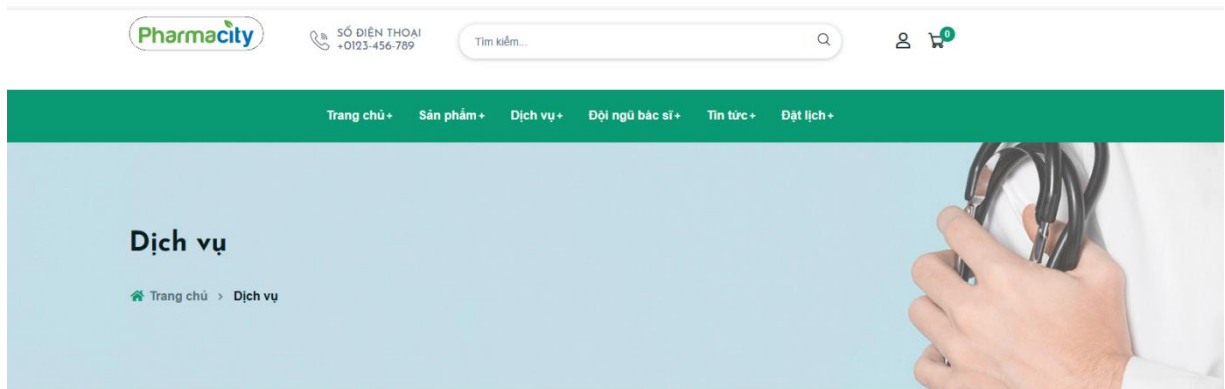 Pharmacity
SỐ ĐIỆN THOẠI
+0123-456-789
Tìm kiếm...
0
Trang chủ+ Sản phẩm+ Dịch vụ+ Đội ngũ bác sĩ+ Tin tức+ Đặt lịch+
Dịch vụ
Trang chủ > Dịch vụ